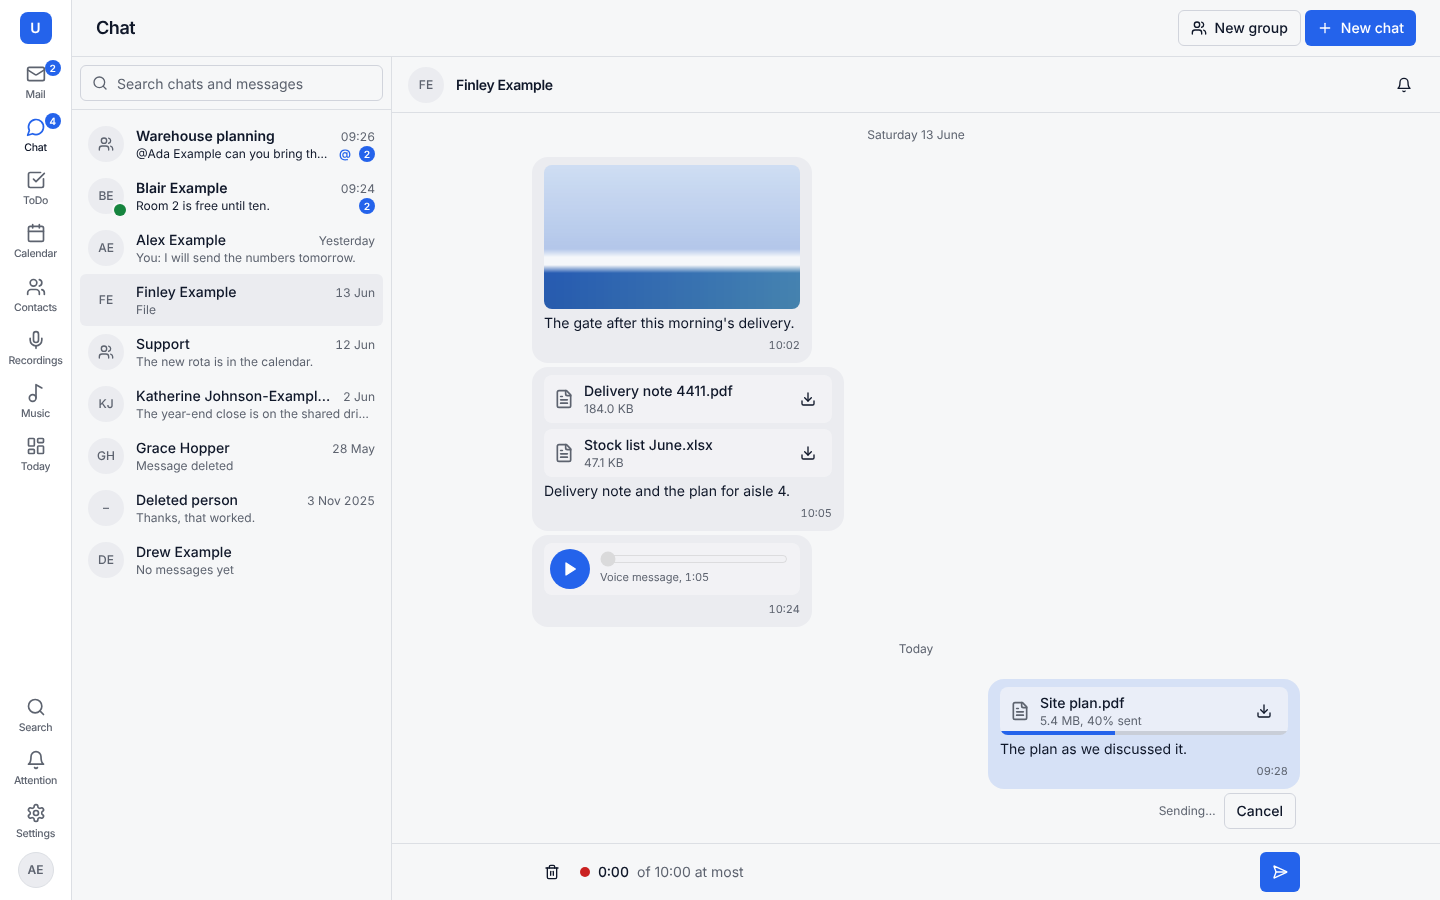 U
2
Mail
4
Chat
ToDo
Calendar
Contacts
Recordings
Music
Today
Search
Attention
Settings
AE
Chat
New group
New chat
Search chats and messages
Warehouse planning
09:26
@Ada Example can you bring th...
@
2
BE
Blair Example
09:24
Room 2 is free until ten.
2
AE
Alex Example
Yesterday
You: I will send the numbers tomorrow.
FE
Finley Example
13 Jun
File
Support
12 Jun
The new rota is in the calendar.
KJ
Katherine Johnson-Exampl...
2 Jun
The year-end close is on the shared dri...
GH
Grace Hopper
28 May
Message deleted
–
Deleted person
3 Nov 2025
Thanks, that worked.
DE
Drew Example
No messages yet
FE
Finley Example
Saturday 13 June
The gate after this morning's delivery.
10:02
Delivery note 4411.pdf
184.0 KB
Stock list June.xlsx
47.1 KB
Delivery note and the plan for aisle 4.
10:05
Voice message, 1:05
10:24
Today
Site plan.pdf
5.4 MB, 40% sent
The plan as we discussed it.
09:28
Sending...
Cancel
0:00 of 10:00 at most